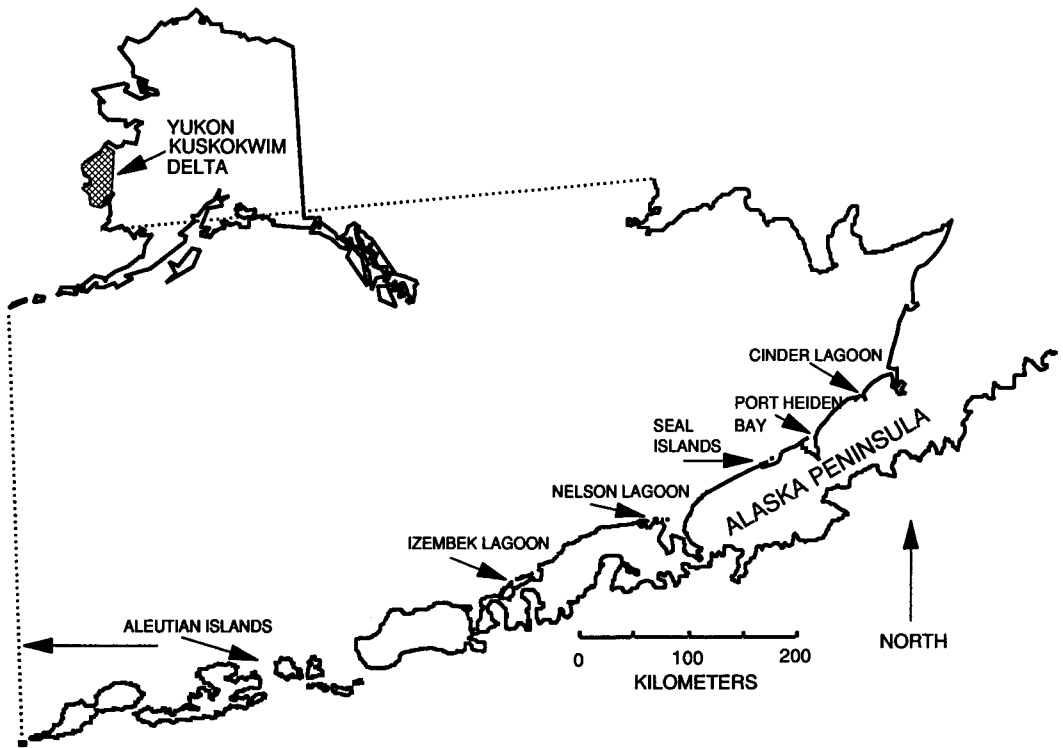 YUKON
KUSKOKWIM
DELTA
CINDER LAGOON
PORT HEIDEN
BAY
SEAL
ISLANDS
ALASKA PENINSULA
NELSON LAGOON
IZEMBEK LAGOON
ALEUTIAN ISLANDS
NORTH
0 100 200
KILOMETERS